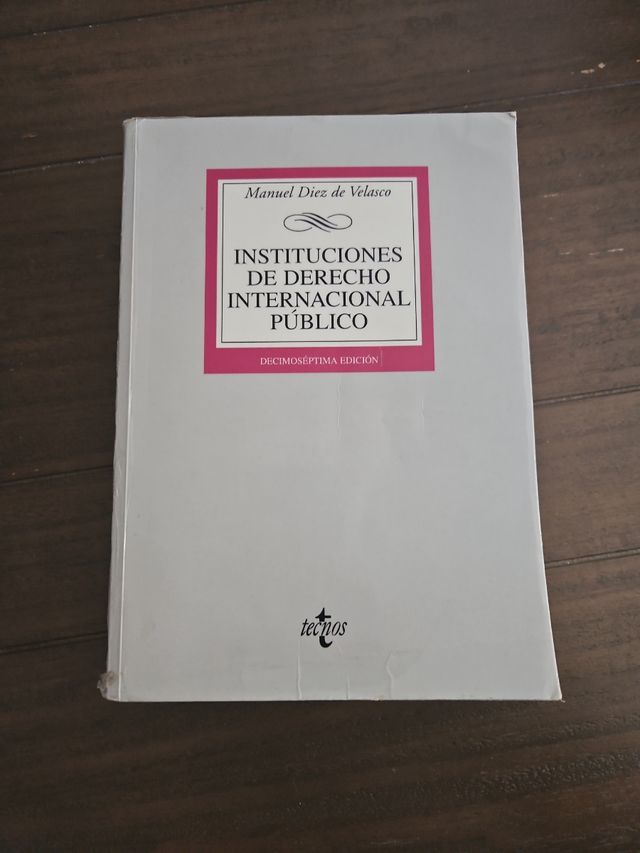 Manuel Diez de Velasco
INSTITUCIONES
DE DERECHO
INTERNACIONAL
PÚBLICO
DECIMOSÉPTIMA EDICIÓN
tecnos